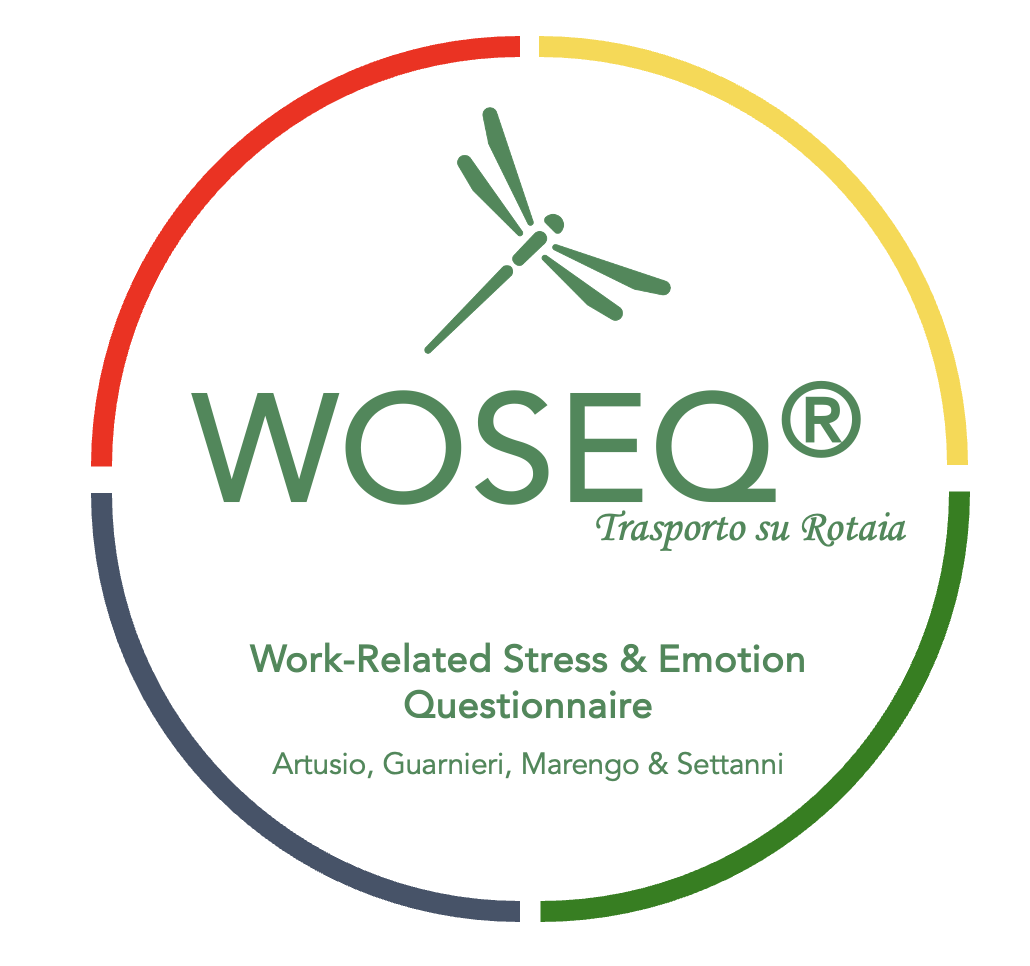 WOSEQ®
Trasporto su Rotaia
Work-Related Stress & Emotion
Questionnaire
Artusio, Guarnieri, Marengo & Settanni